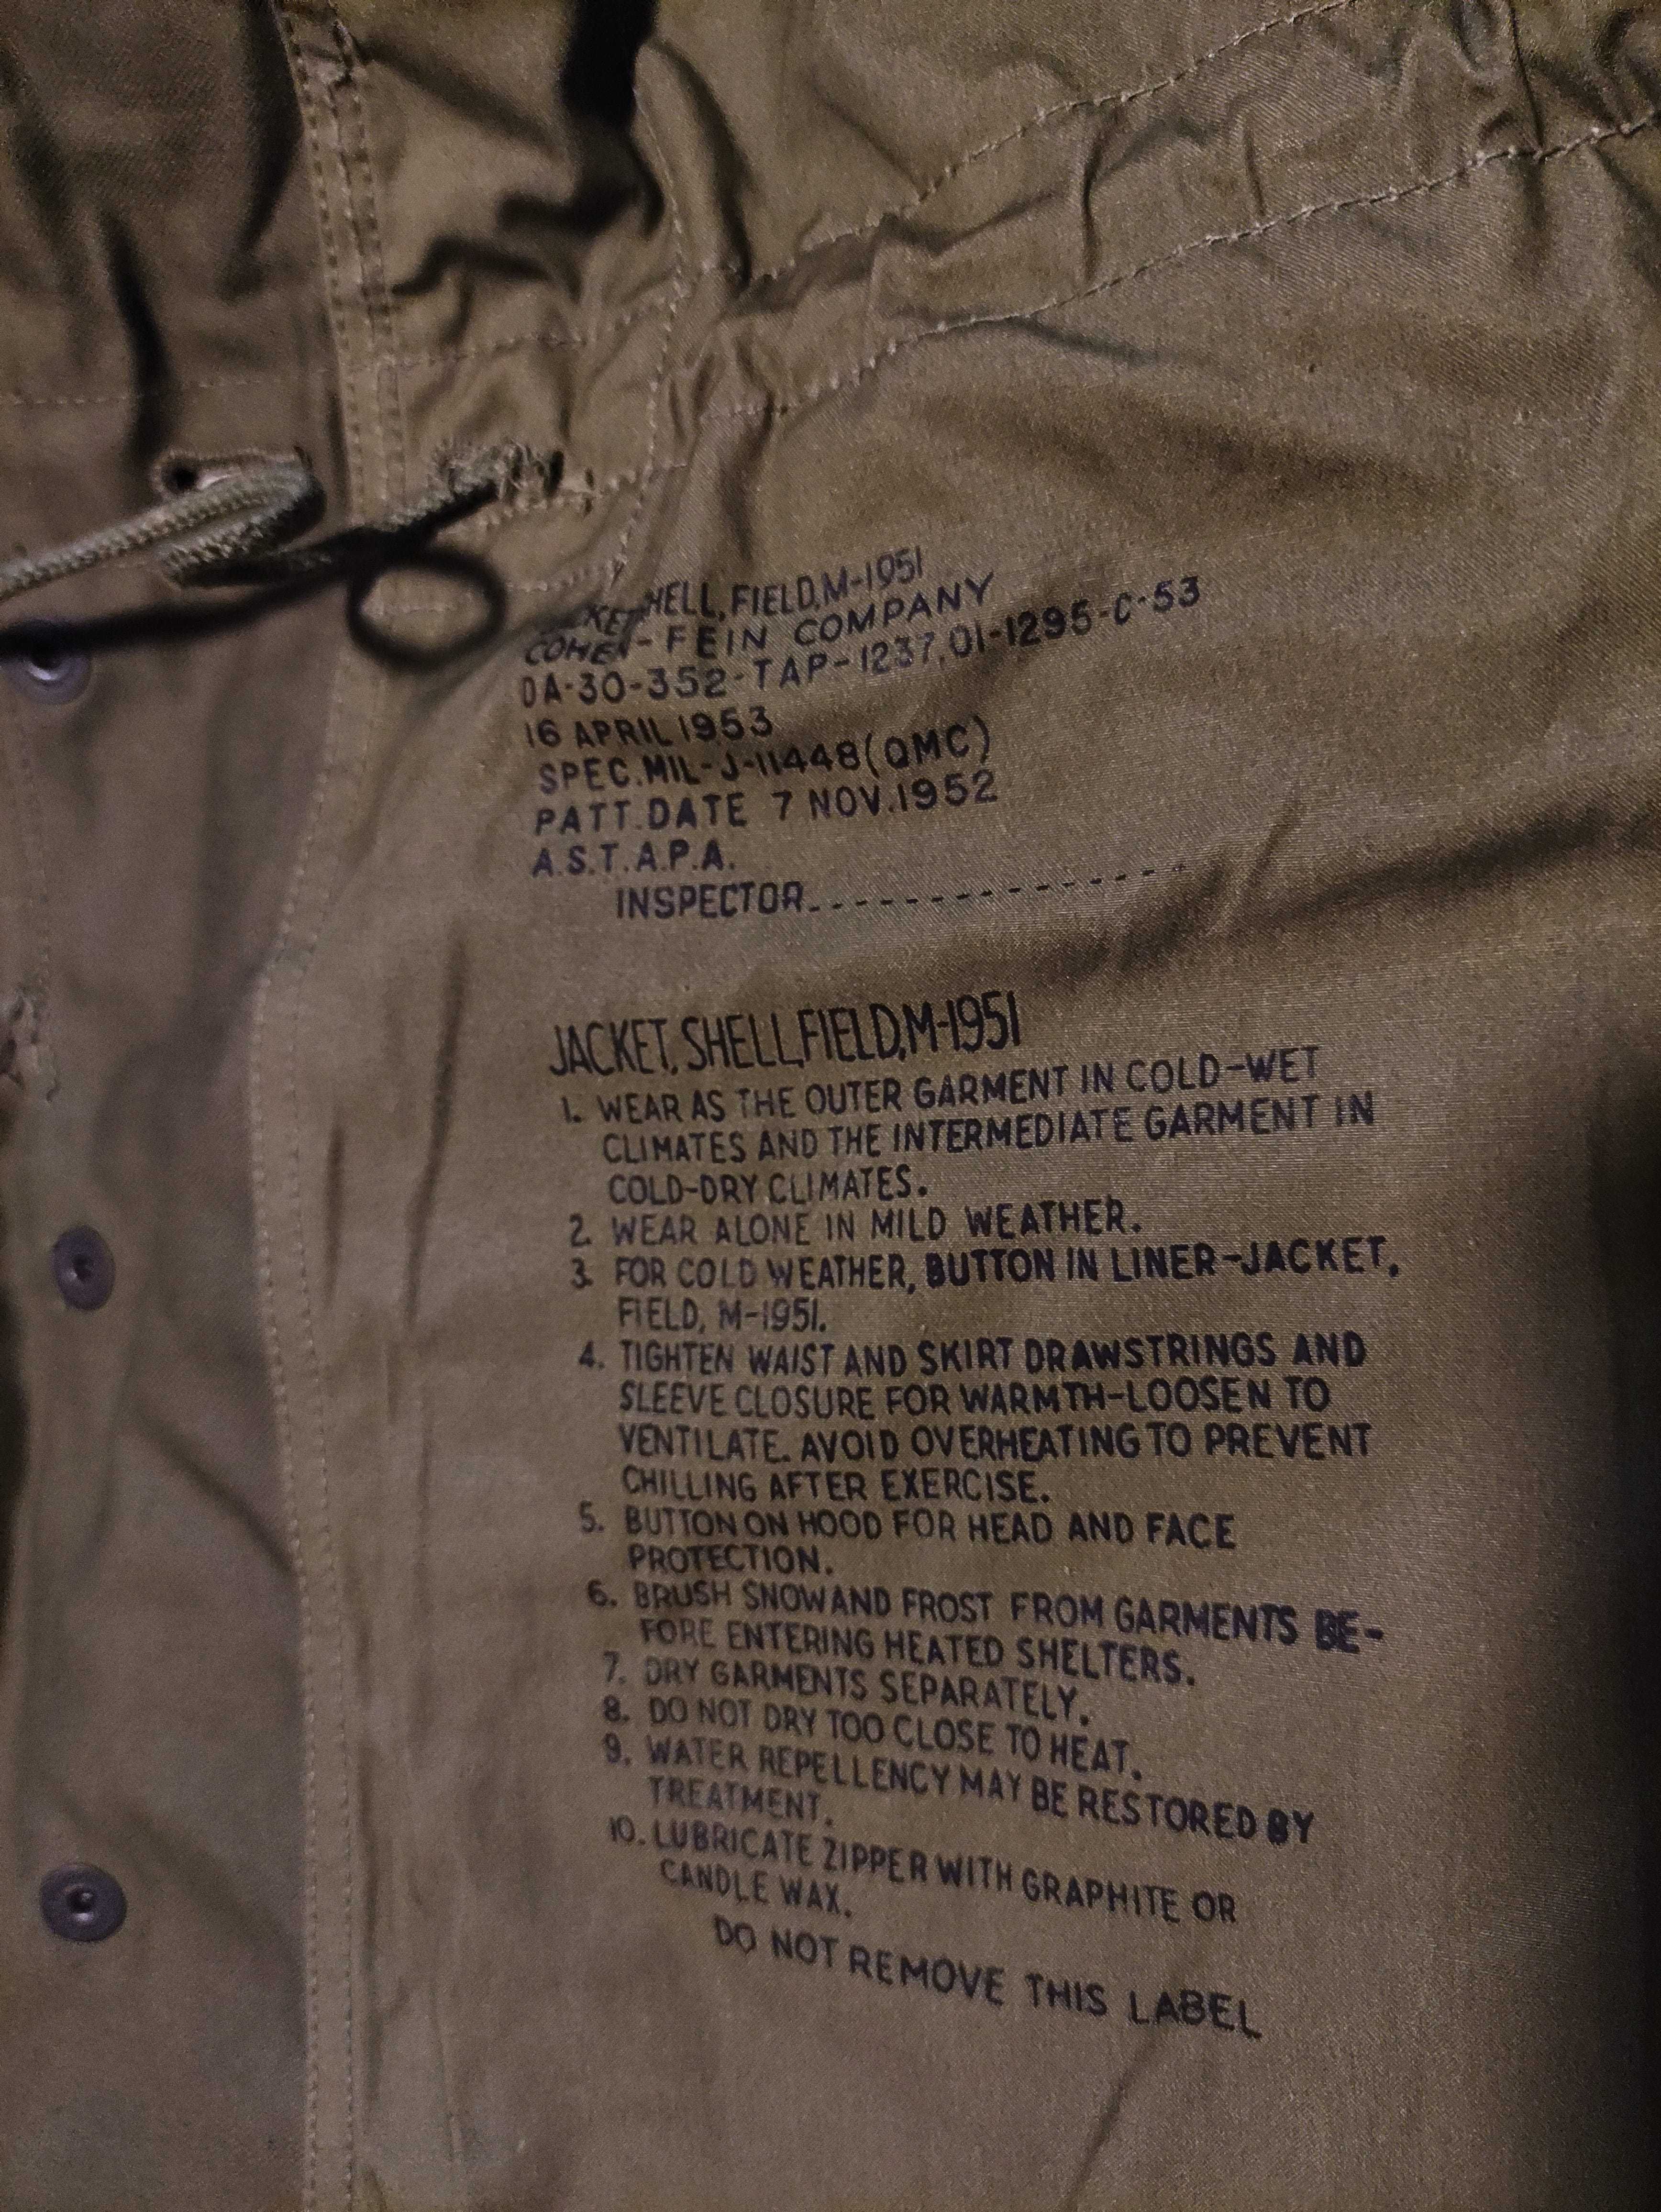 SHELL, FIELD, M-1951
COHEN-FEIN COMPANY
DA-30-352-TAP-1237, 01-1295-C-53
16 APRIL 1953
SPEC. MIL-J-11448 (QMC)
PATT. DATE 7 NOV. 1952
A.S.T.A.P.A.
INSPECTOR
JACKET, SHELL, FIELD, M-1951
1. WEAR AS THE OUTER GARMENT IN COLD-WET
CLIMATES AND THE INTERMEDIATE GARMENT IN
COLD-DRY CLIMATES.
2. WEAR ALONE IN MILD WEATHER.
3. FOR COLD WEATHER, BUTTON IN LINER-JACKET,
FIELD, M-1951.
4. TIGHTEN WAIST AND SKIRT DRAWSTRINGS AND
SLEEVE CLOSURE FOR WARMTH-LOOSEN TO
VENTILATE. AVOID OVERHEATING TO PREVENT
CHILLING AFTER EXERCISE.
5. BUTTON ON HOOD FOR HEAD AND FACE
PROTECTION.
6. BRUSH SNOW AND FROST FROM GARMENTS BE-
FORE ENTERING HEATED SHELTERS.
7. DRY GARMENTS SEPARATELY.
8. DO NOT DRY TOO CLOSE TO HEAT.
9. WATER REPELLENCY MAY BE RESTORED BY
TREATMENT.
10. LUBRICATE ZIPPER WITH GRAPHITE OR
CANDLE WAX.
DO NOT REMOVE THIS LABEL